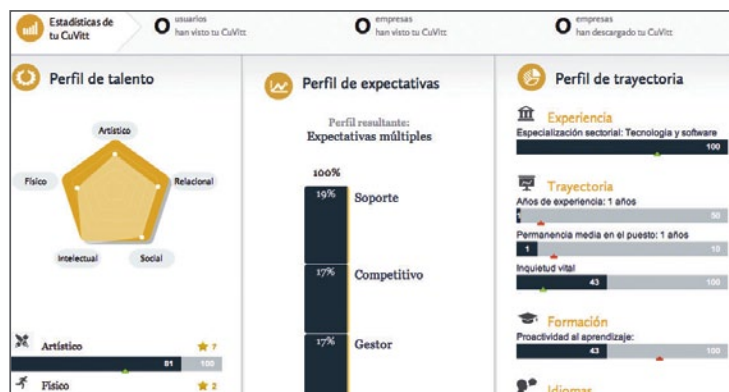 Estadísticas de
tu CuVitt
0 usuarios
han visto tu CuVitt
0 empresas
han visto tu CuVitt
0 empresas
han descargado tu CuVitt
Perfil de talento
Artístico
Físico
Relacional
Intelectual
Social
Artístico
7
81
100
Físico
2
Perfil de expectativas
Perfil resultante:
Expectativas múltiples
100%
19% Soporte
17% Competitivo
17% Gestor
Perfil de trayectoria
Experiencia
Especialización sectorial: Tecnología y software
100
Trayectoria
Años de experiencia: 1 años
1
50
Permanencia media en el puesto: 1 años
1
10
Inquietud vital
43
100
Formación
Proactividad al aprendizaje:
43
100
Idiomas